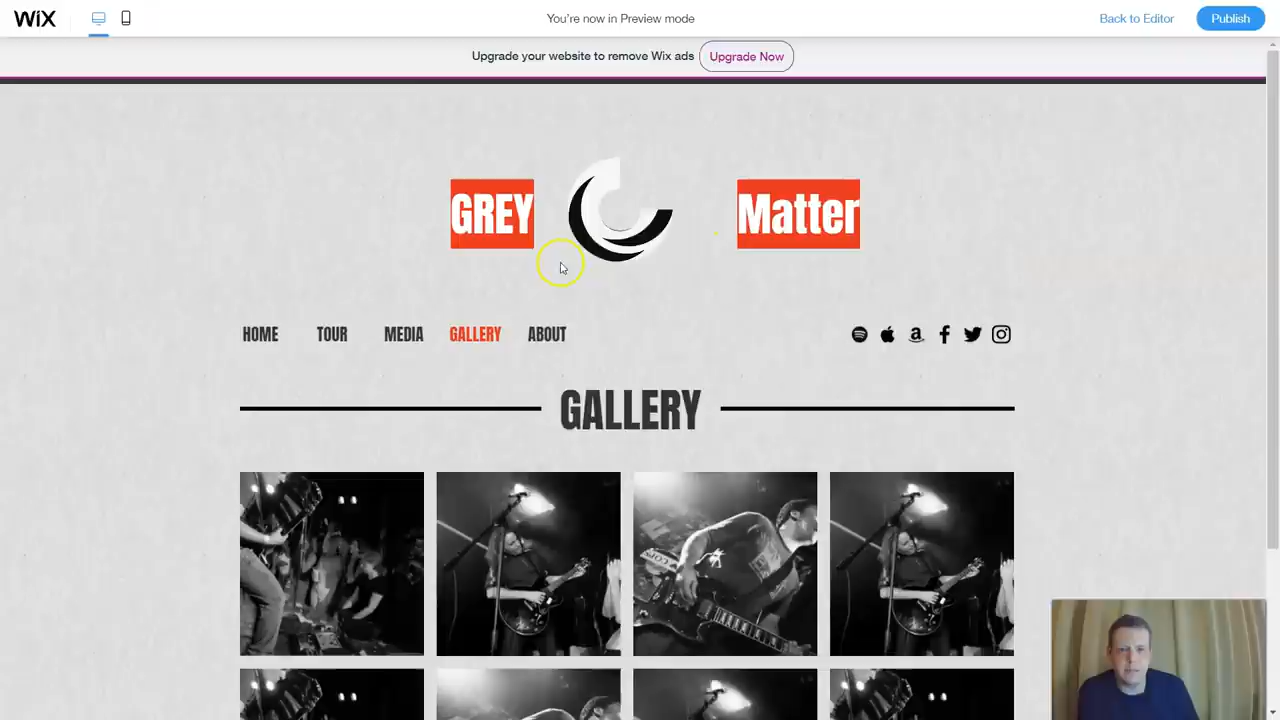 WiX
You're now in Preview mode
Back to Editor
Publish
Upgrade your website to remove Wix ads
Upgrade Now
GREY
Matter
HOME
TOUR
MEDIA
GALLERY
ABOUT
GALLERY